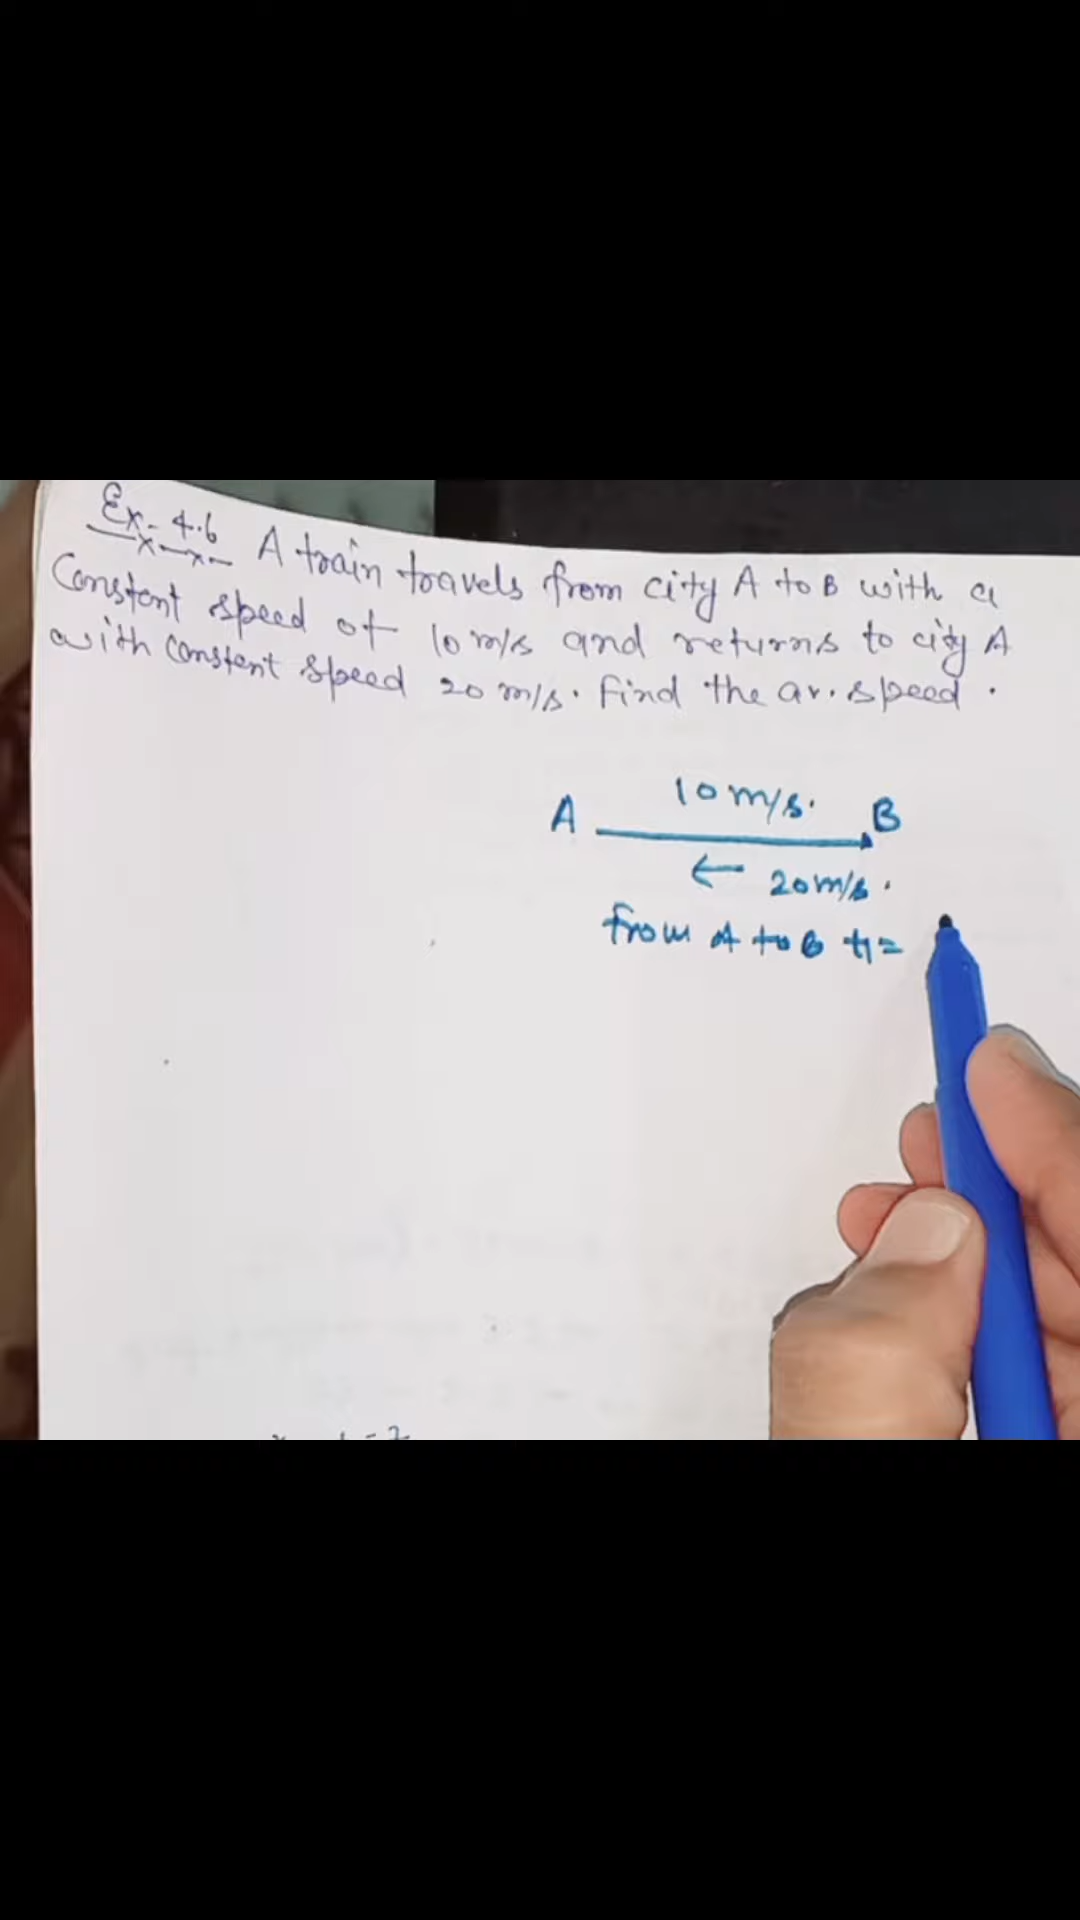 Ex- 4.6 A train travels from city A to B with a
Constant speed of 10 m/s and returns to city A
with constant speed 20 m/s. Find the av. speed.
10 m/s.
A B
← 20 m/s.
from A to B t1 =